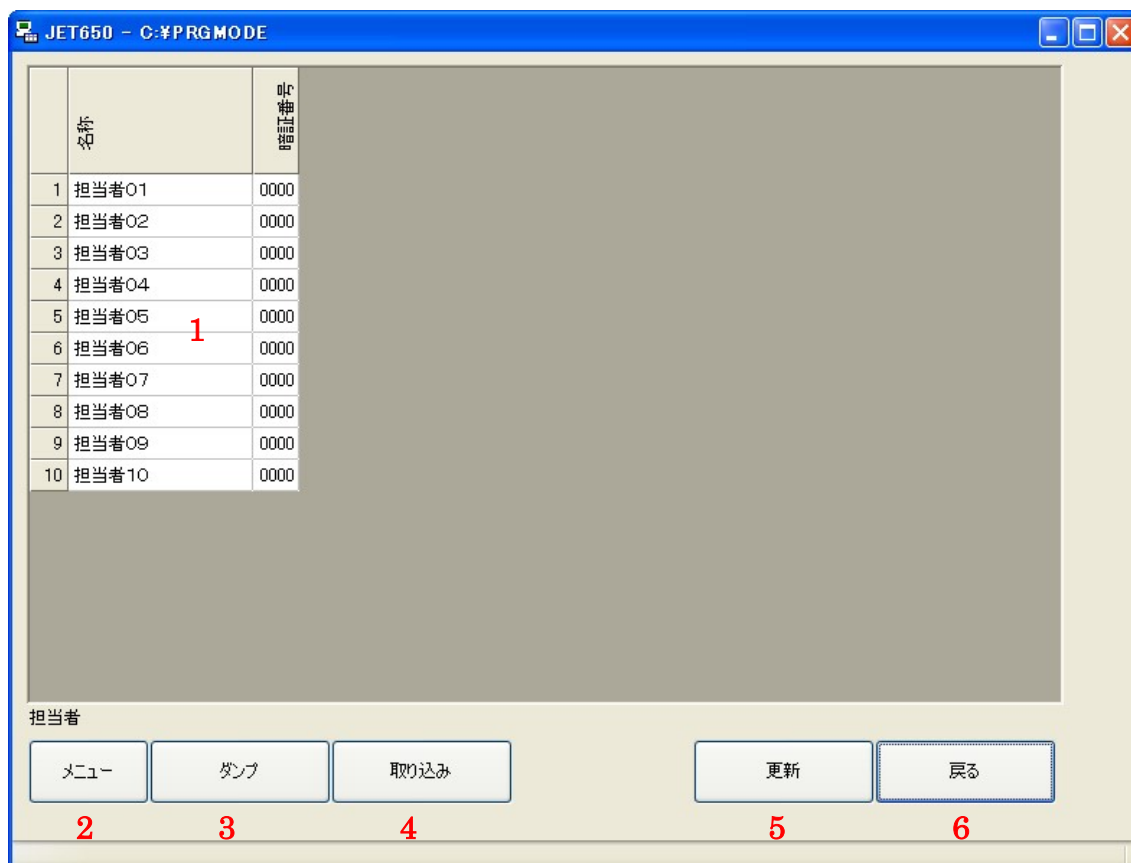 JET650 - C:¥PRGMODE
名称 暗証番号
1 担当者01 0000
2 担当者02 0000
3 担当者03 0000
4 担当者04 0000
5 担当者05 0000
1
6 担当者06 0000
7 担当者07 0000
8 担当者08 0000
9 担当者09 0000
10 担当者10 0000
担当者
メニュー ダンプ 取り込み 更新 戻る
2 3 4 5 6